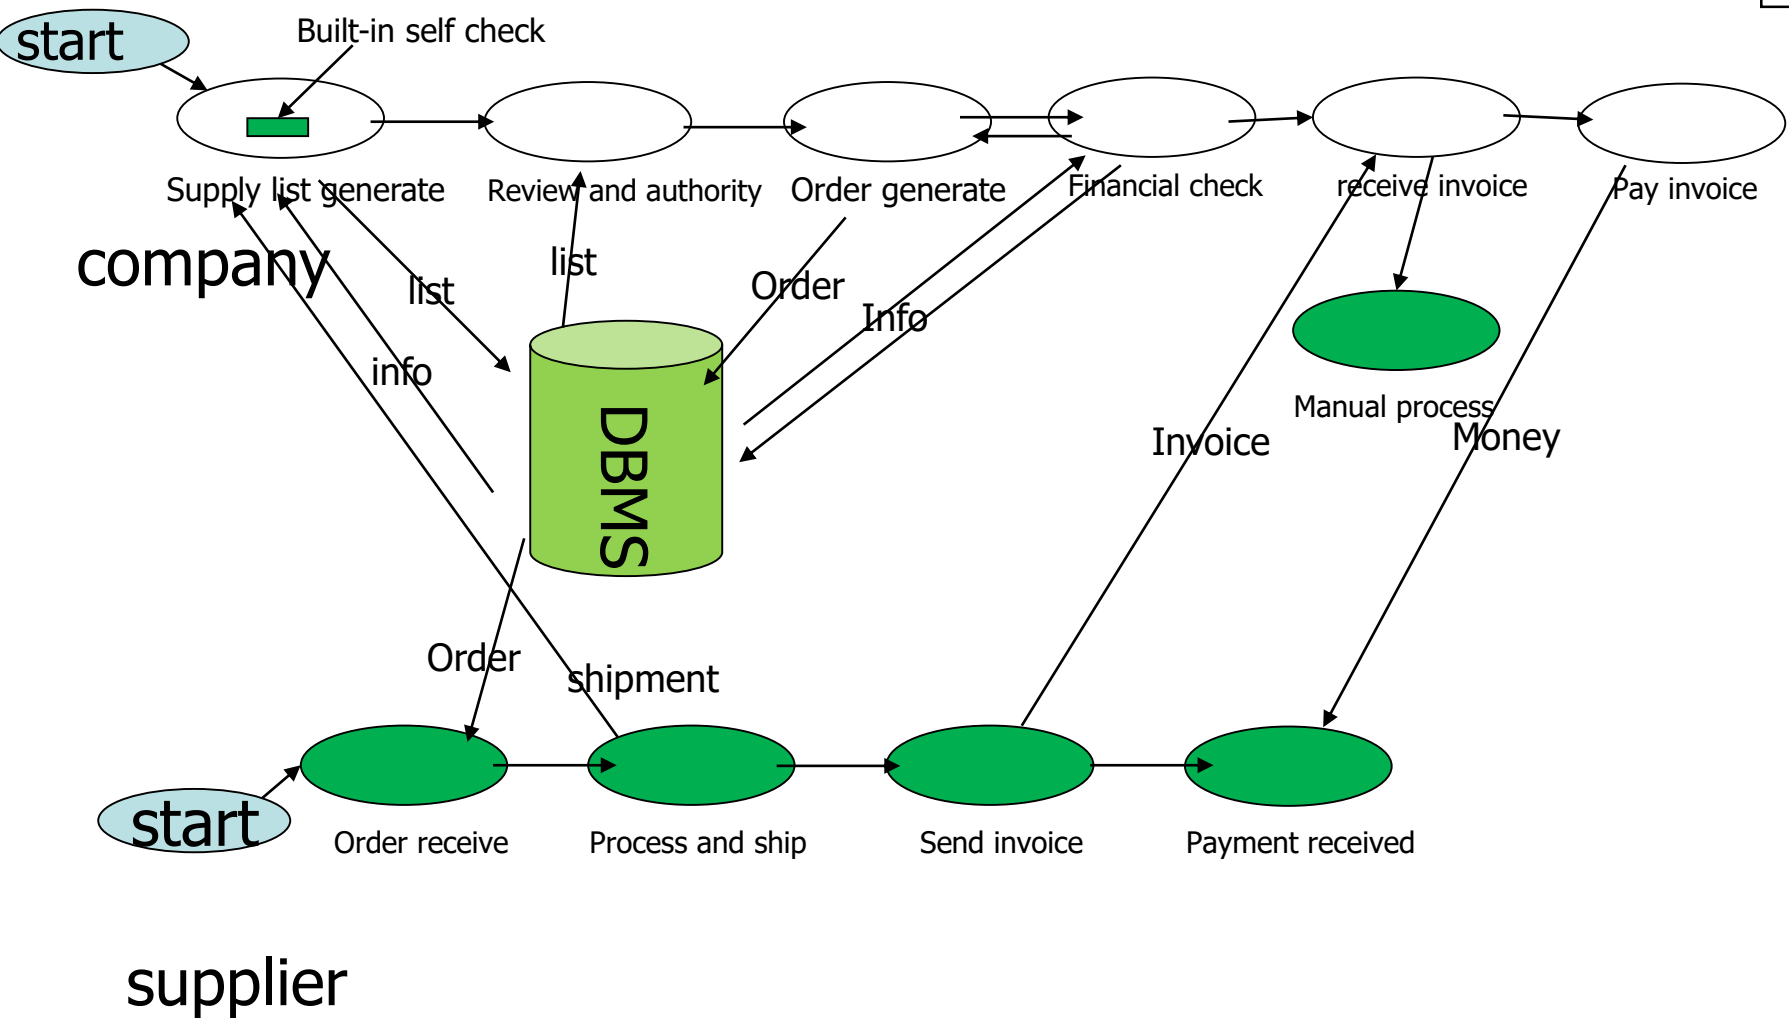 start
Built-in self check
Supply list generate
Review and authority
Order generate
Financial check
receive invoice
Pay invoice
company
list
list
Order
Info
info
DBMS
Manual process
Invoice
Money
Order
shipment
start
Order receive
Process and ship
Send invoice
Payment received
supplier